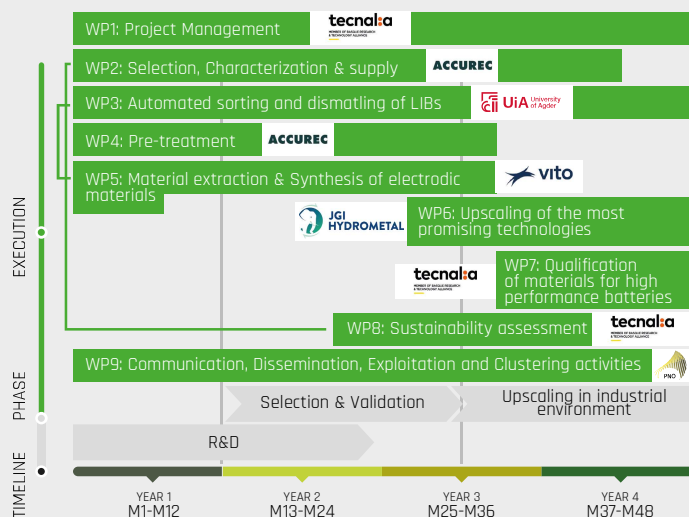 WP1: Project Management
tecnal:a
MEMBER OF BASQUE RESEARCH
& TECHNOLOGY ALLIANCE
WP2: Selection, Characterization & supply
ACCUREC
WP3: Automated sorting and dismatling of LIBs
UiA University
of Agder
WP4: Pre-treatment
ACCUREC
WP5: Material extraction & Synthesis of electrodic
materials
vito
JGI
HYDROMETAL
WP6: Upscaling of the most
promising technologies
tecnal:a
MEMBER OF BASQUE RESEARCH
& TECHNOLOGY ALLIANCE
WP7: Qualification
of materials for high
performance batteries
WP8: Sustainability assessment
tecnal:a
MEMBER OF BASQUE RESEARCH
& TECHNOLOGY ALLIANCE
WP9: Communication, Dissemination, Exploitation and Clustering activities
PNO
EXECUTION
PHASE
Selection & Validation
Upscaling in industrial
environment
R&D
TIMELINE
YEAR 1
M1-M12
YEAR 2
M13-M24
YEAR 3
M25-M36
YEAR 4
M37-M48